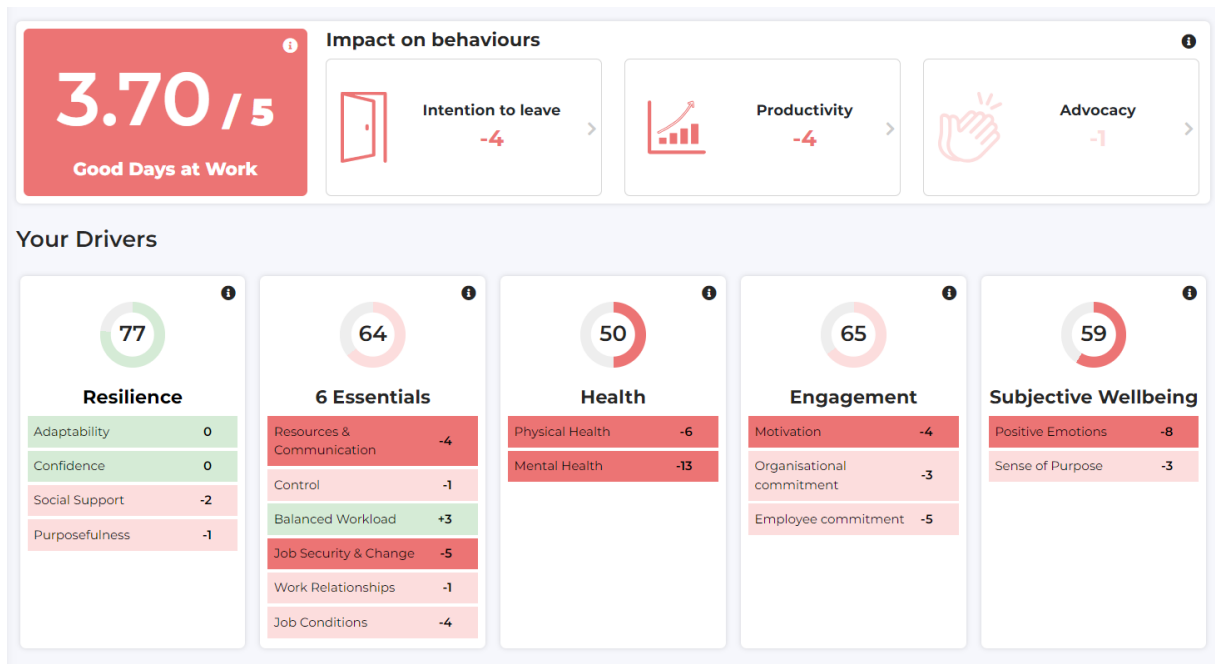 3.70 / 5
Good Days at Work
Impact on behaviours
Intention to leave
-4
Productivity
-4
Advocacy
-1
Your Drivers
77
Resilience
Adaptability 0
Confidence 0
Social Support -2
Purposefulness -1
64
6 Essentials
Resources &
Communication -4
Control -1
Balanced Workload +3
Job Security & Change -5
Work Relationships -1
Job Conditions -4
50
Health
Physical Health -6
Mental Health -13
65
Engagement
Motivation -4
Organisational
commitment -3
Employee commitment -5
59
Subjective Wellbeing
Positive Emotions -8
Sense of Purpose -3